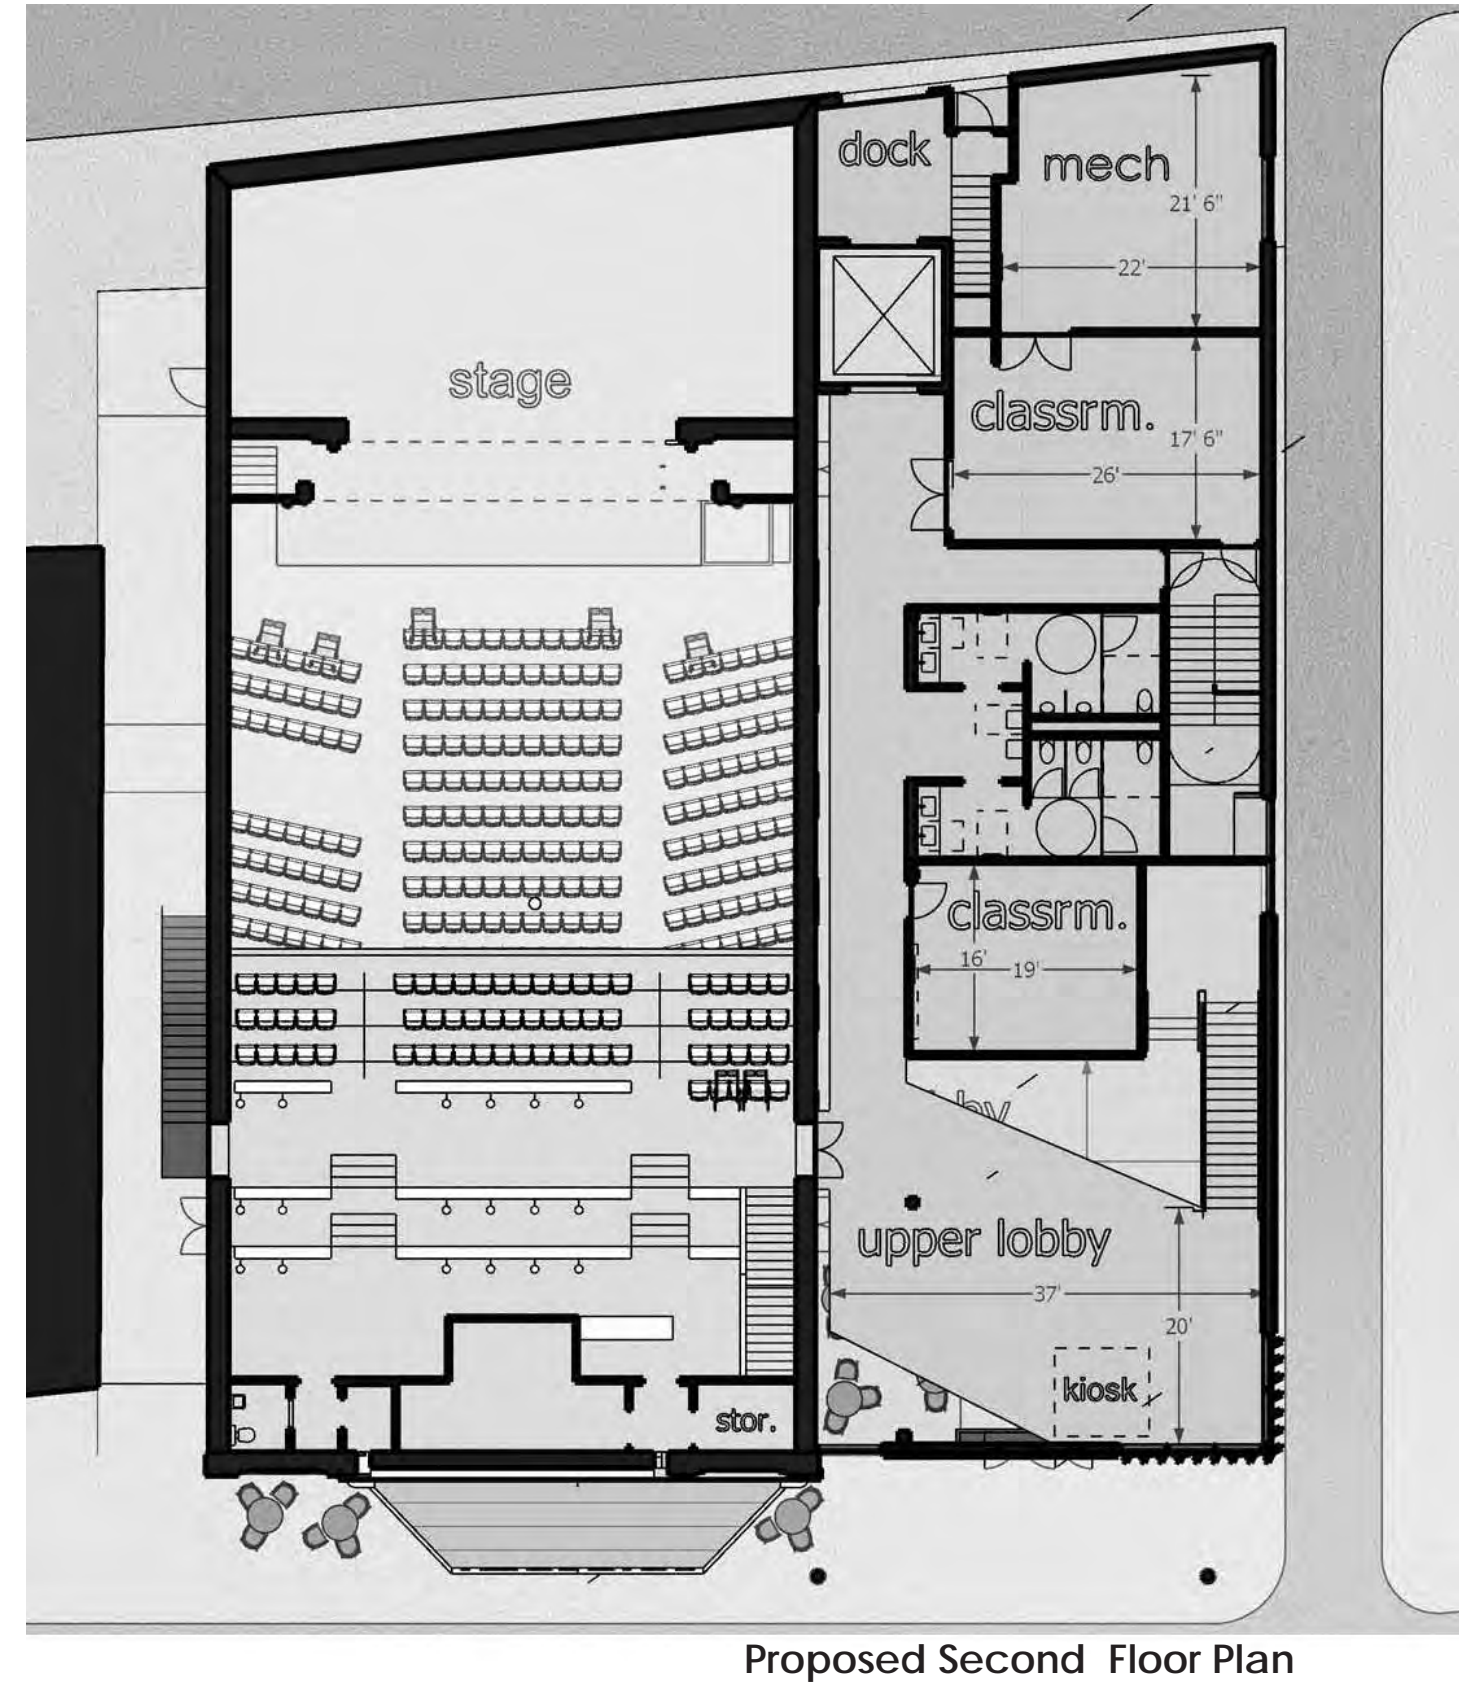 dock
mech
21' 6"
22'
stage
classrm.
17' 6"
26'
classrm.
16'
19'
by
upper lobby
37'
20'
kiosk
stor.
Proposed Second Floor Plan